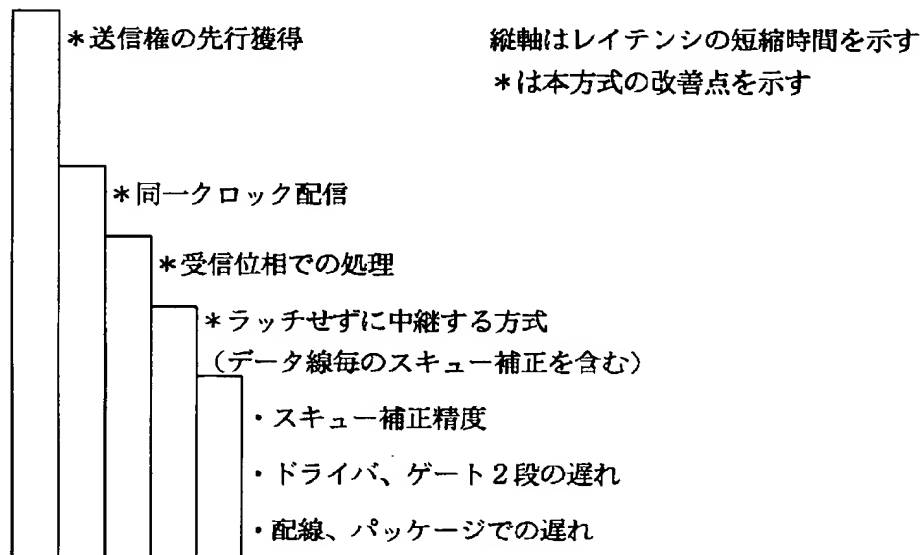 ＊送信権の先行獲得
縦軸はレイテンシの短縮時間を示す
＊は本方式の改善点を示す
＊同一クロック配信
＊受信位相での処理
＊ラッチせずに中継する方式
（データ線毎のスキュー補正を含む）
・スキュー補正精度
・ドライバ、ゲート２段の遅れ
・配線、パッケージでの遅れ